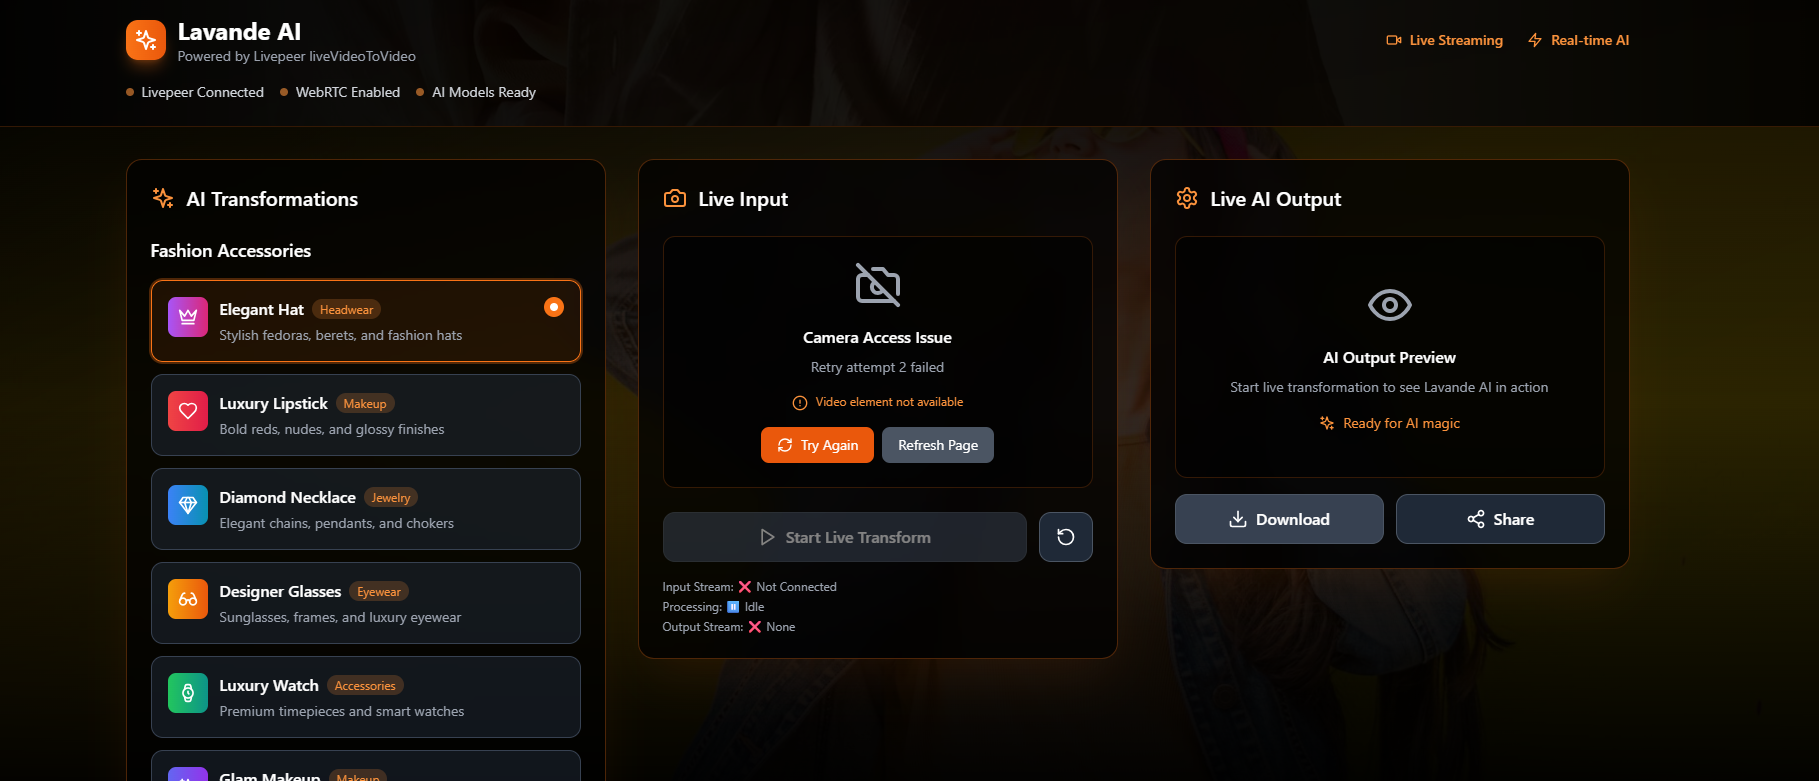 Lavande AI
Powered by Livepeer liveVideoToVideo
Live Streaming
Real-time AI
Livepeer Connected
WebRTC Enabled
AI Models Ready
AI Transformations
Fashion Accessories
Elegant Hat
Headwear
Stylish fedoras, berets, and fashion hats
Luxury Lipstick
Makeup
Bold reds, nudes, and glossy finishes
Diamond Necklace
Jewelry
Elegant chains, pendants, and chokers
Designer Glasses
Eyewear
Sunglasses, frames, and luxury eyewear
Luxury Watch
Accessories
Premium timepieces and smart watches
Glam Makeup
Makeup
Live Input
Camera Access Issue
Retry attempt 2 failed
Video element not available
Try Again
Refresh Page
Start Live Transform
Input Stream: ❌ Not Connected
Processing: ⏸️ Idle
Output Stream: ❌ None
Live AI Output
AI Output Preview
Start live transformation to see Lavande AI in action
Ready for AI magic
Download
Share